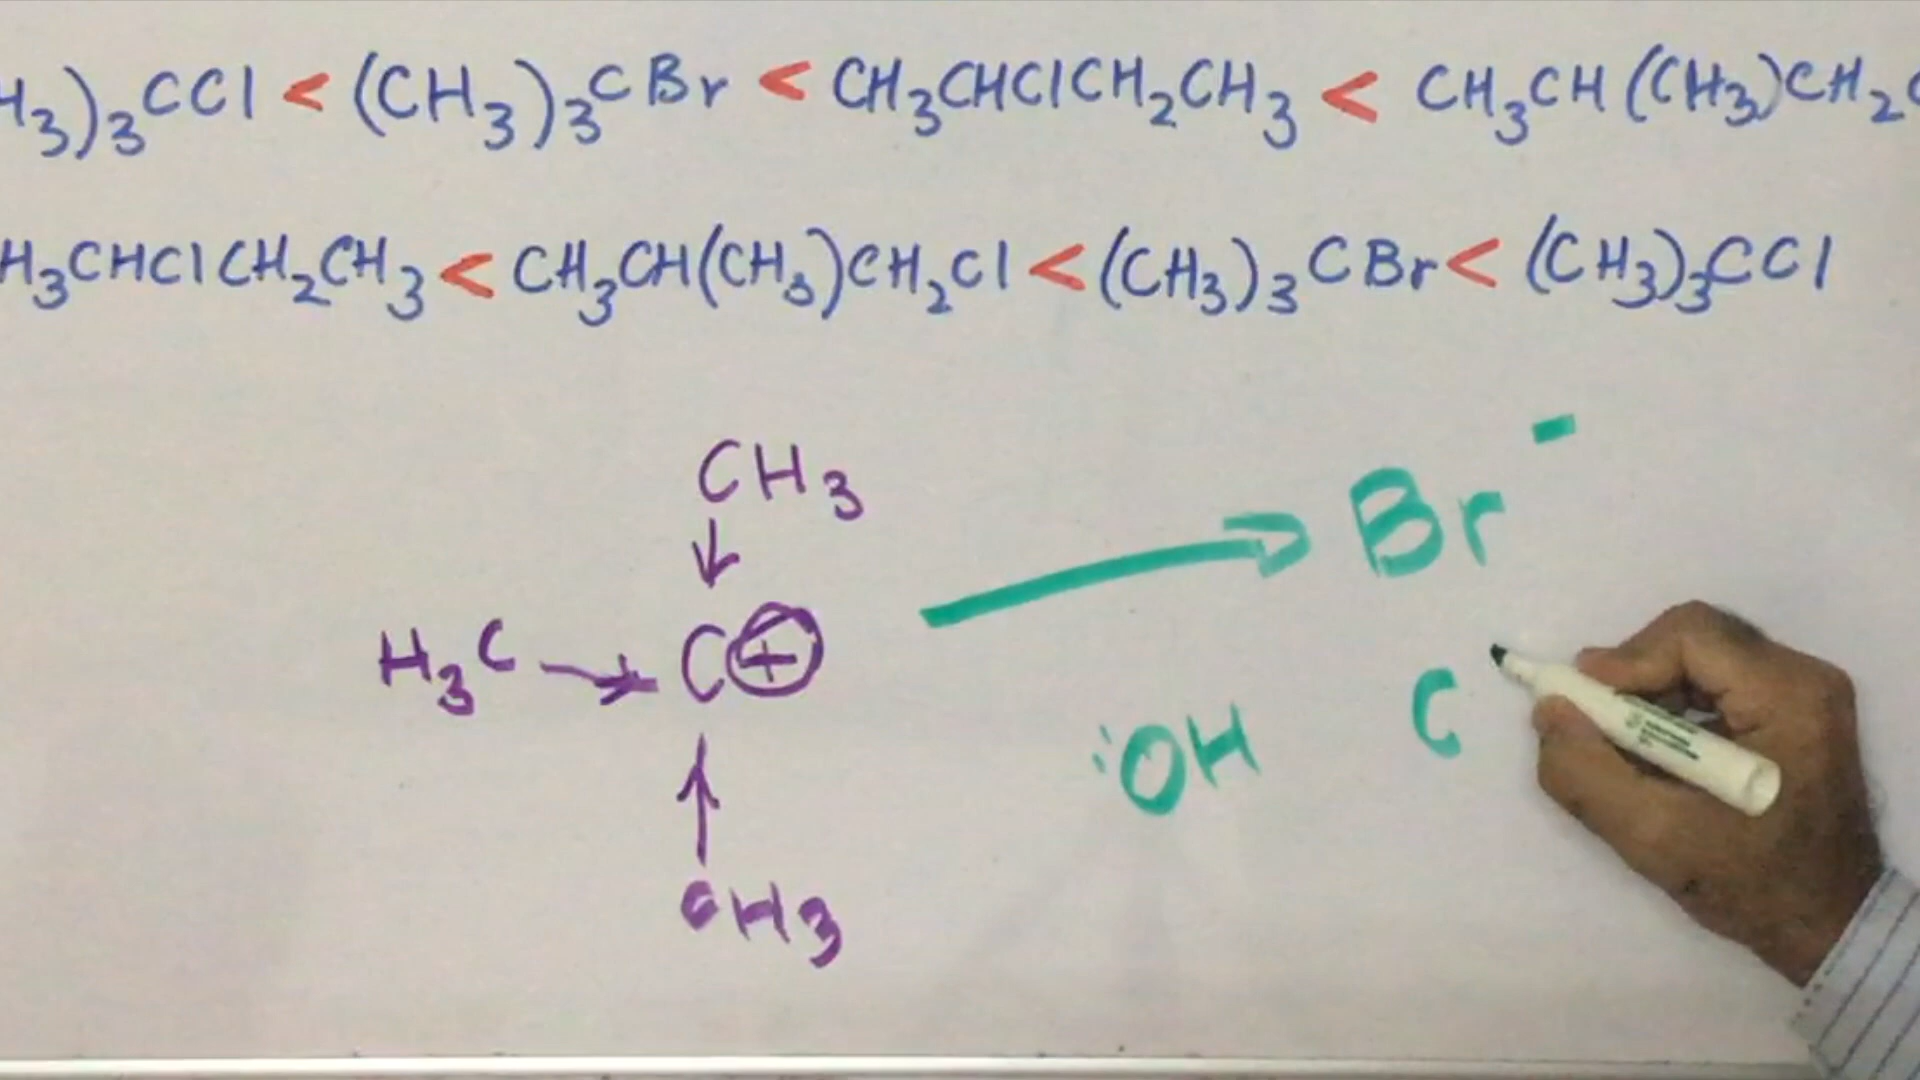 H₃)₃CCl < (CH₃)₃CBr < CH₃CHClCH₂CH₃ < CH₃CH(CH₃)CH₂C
H₃CHClCH₂CH₃ < CH₃CH(CH₃)CH₂Cl < (CH₃)₃CBr < (CH₃)₃CCl
CH₃
↓
H₃C → C⊕ → Br⁻
:OH C
↑
CH₃